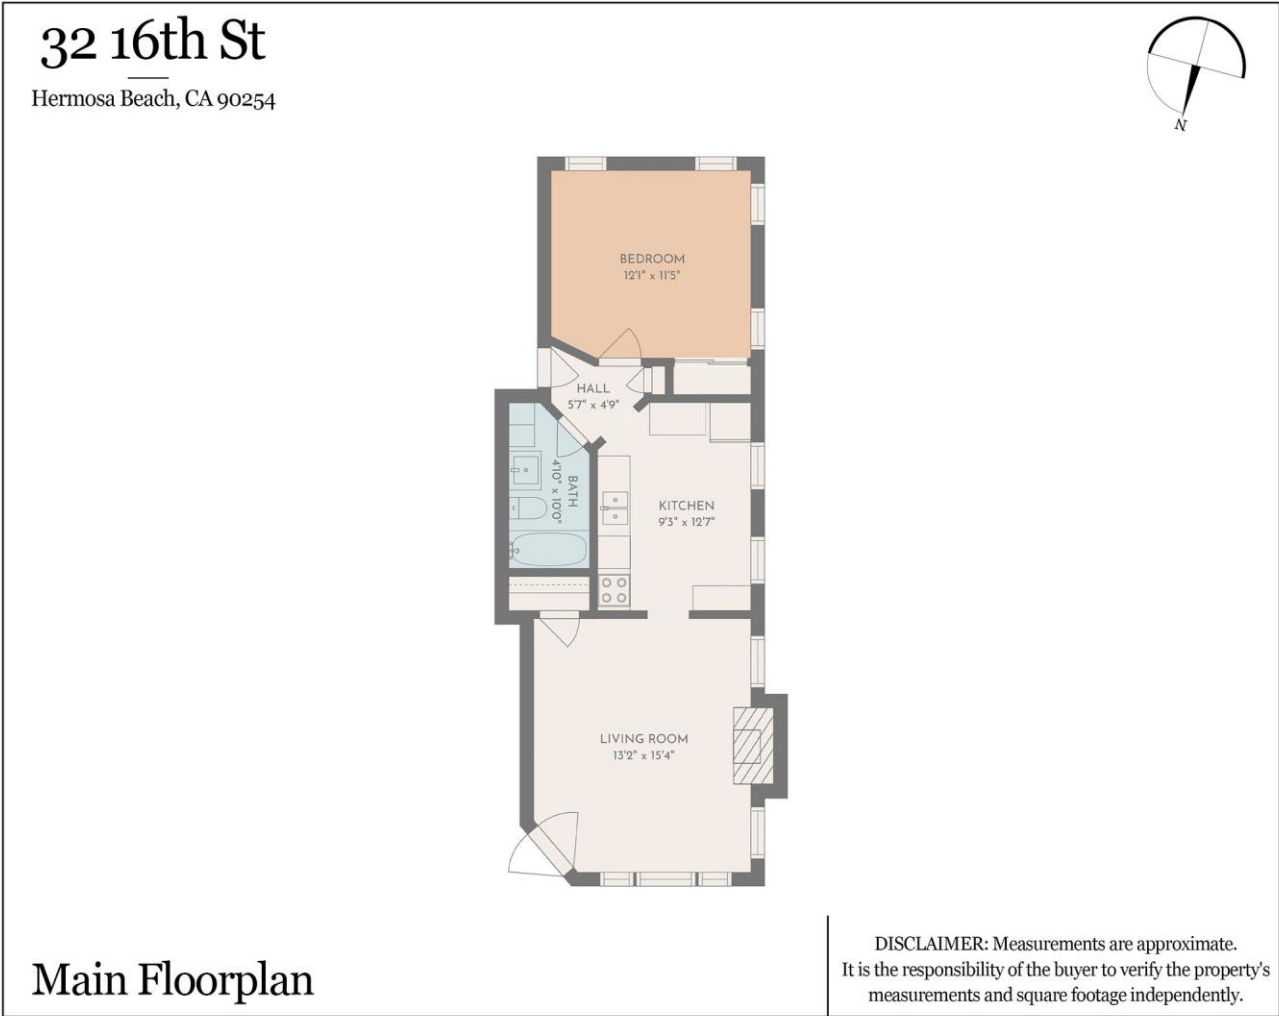 32 16th St
Hermosa Beach, CA 90254
N
BEDROOM
12'1" x 11'5"
HALL
5'7" x 4'9"
BATH
4'10" x 10'0"
KITCHEN
9'3" x 12'7"
LIVING ROOM
13'2" x 15'4"
Main Floorplan
DISCLAIMER: Measurements are approximate.
It is the responsibility of the buyer to verify the property's
measurements and square footage independently.